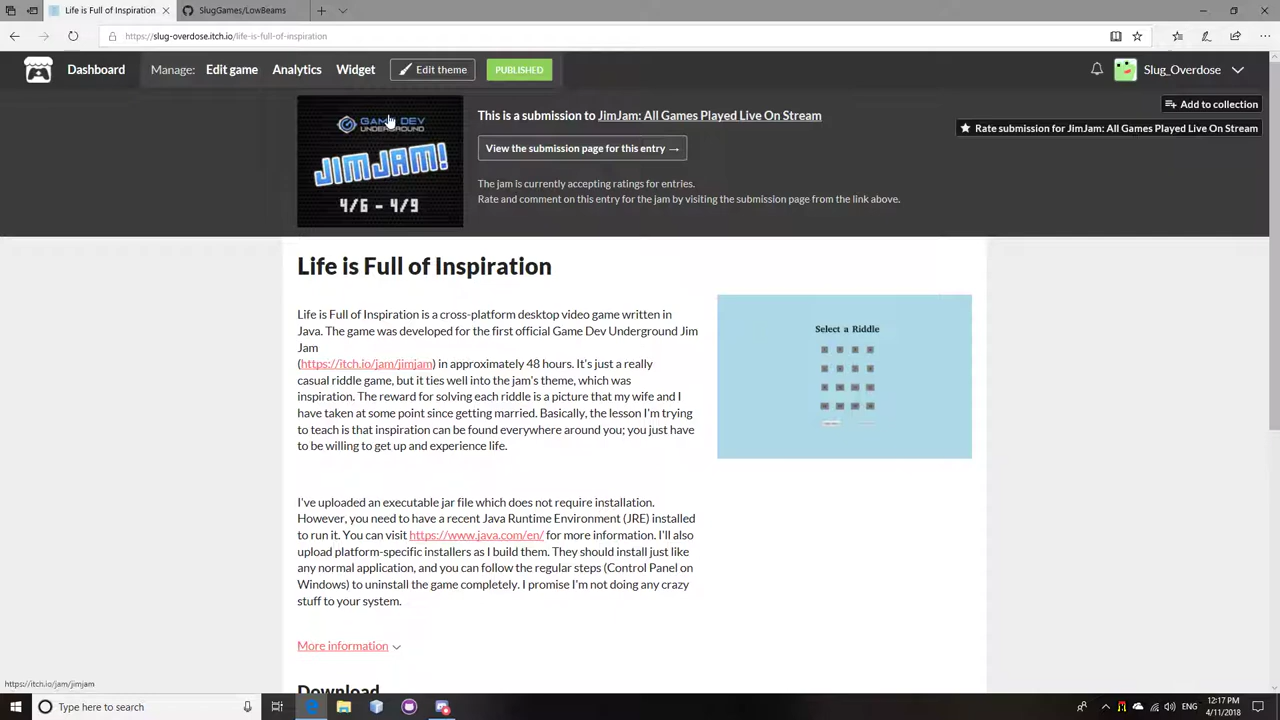 Life is Full of Inspiration
SlugGames/LowBeams
https://slug-overdose.itch.io/life-is-full-of-inspiration
Dashboard
Manage:
Edit game
Analytics
Widget
Edit theme
PUBLISHED
Slug_Overdose
GAME DEV
UNDERGROUND
JIMJAM!
4/6 - 4/9
This is a submission to JimJam: All Games Played Live On Stream
Add to collection
Rate submission for JimJam: All Games Played Live On Stream
View the submission page for this entry →
The jam is currently accepting ratings for entries.
Rate and comment on this entry for the jam by visiting the submission page from the link above.
Life is Full of Inspiration
Life is Full of Inspiration is a cross-platform desktop video game written in
Java. The game was developed for the first official Game Dev Underground Jim
Jam
(https://itch.io/jam/jimjam) in approximately 48 hours. It's just a really
casual riddle game, but it ties well into the jam's theme, which was
inspiration. The reward for solving each riddle is a picture that my wife and I
have taken at some point since getting married. Basically, the lesson I'm trying
to teach is that inspiration can be found everywhere around you; you just have
to be willing to get up and experience life.
Select a Riddle
I've uploaded an executable jar file which does not require installation.
However, you need to have a recent Java Runtime Environment (JRE) installed
to run it. You can visit https://www.java.com/en/ for more information. I'll also
upload platform-specific installers as I build them. They should install just like
any normal application, and you can follow the regular steps (Control Panel on
Windows) to uninstall the game completely. I promise I'm not doing any crazy
stuff to your system.
More information
Download
https://itch.io/jam/jimjam
Type here to search
ENG
12:17 PM
4/11/2018